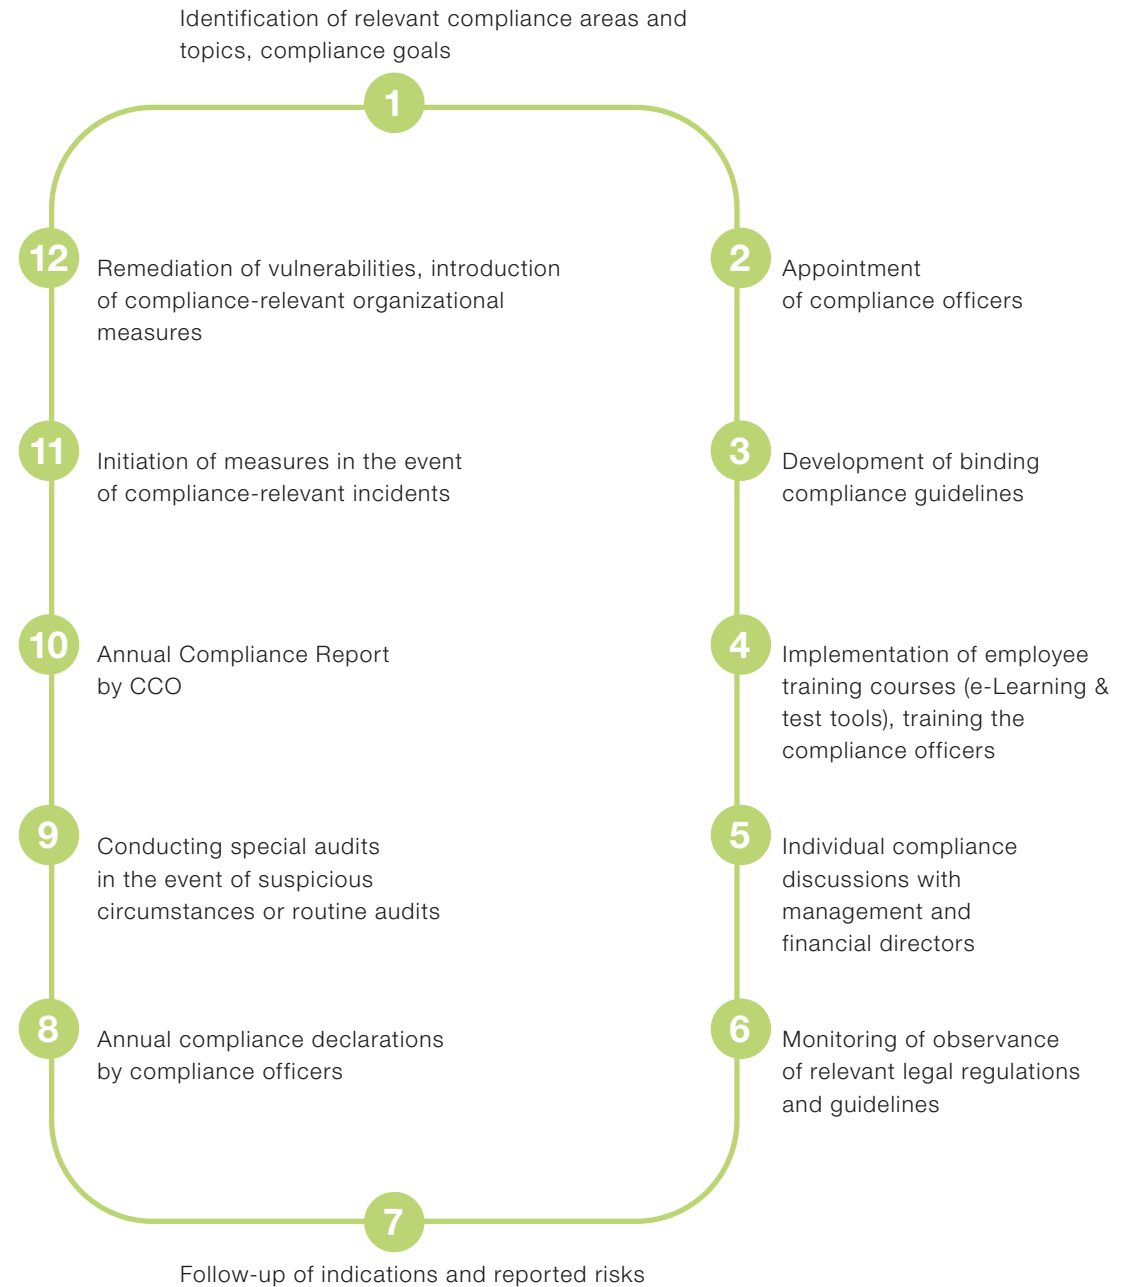 Identification of relevant compliance areas and
topics, compliance goals
1
2
Appointment
of compliance officers
3
Development of binding
compliance guidelines
4
Implementation of employee
training courses (e-Learning &
test tools), training the
compliance officers
5
Individual compliance
discussions with
management and
financial directors
6
Monitoring of observance
of relevant legal regulations
and guidelines
7
Follow-up of indications and reported risks
8
Annual compliance declarations
by compliance officers
9
Conducting special audits
in the event of suspicious
circumstances or routine audits
10
Annual Compliance Report
by CCO
11
Initiation of measures in the event
of compliance-relevant incidents
12
Remediation of vulnerabilities, introduction
of compliance-relevant organizational
measures